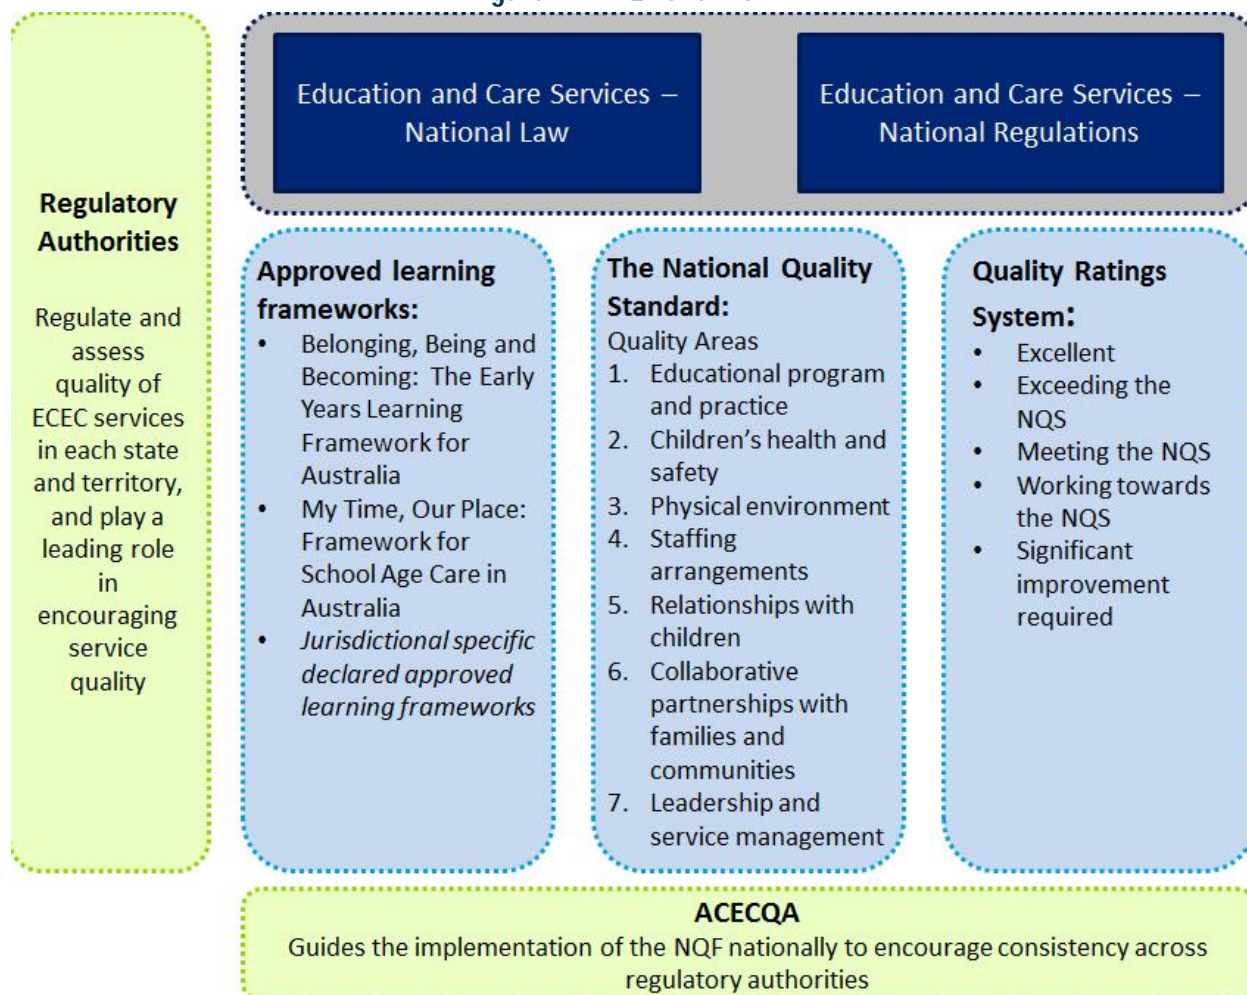 Regulatory
Authorities
Regulate and
assess
quality of
ECEC services
in each state
and territory,
and play a
leading role
in
encouraging
service
quality
Education and Care Services –
National Law
Education and Care Services –
National Regulations
Approved learning
frameworks:
• Belonging, Being and
Becoming: The Early
Years Learning
Framework for
Australia
• My Time, Our Place:
Framework for
School Age Care in
Australia
• Jurisdictional specific
declared approved
learning frameworks
The National Quality
Standard:
Quality Areas
1. Educational program
and practice
2. Children’s health and
safety
3. Physical environment
4. Staffing
arrangements
5. Relationships with
children
6. Collaborative
partnerships with
families and
communities
7. Leadership and
service management
Quality Ratings
System:
• Excellent
• Exceeding the
NQS
• Meeting the NQS
• Working towards
the NQS
• Significant
improvement
required
ACECQA
Guides the implementation of the NQF nationally to encourage consistency across
regulatory authorities